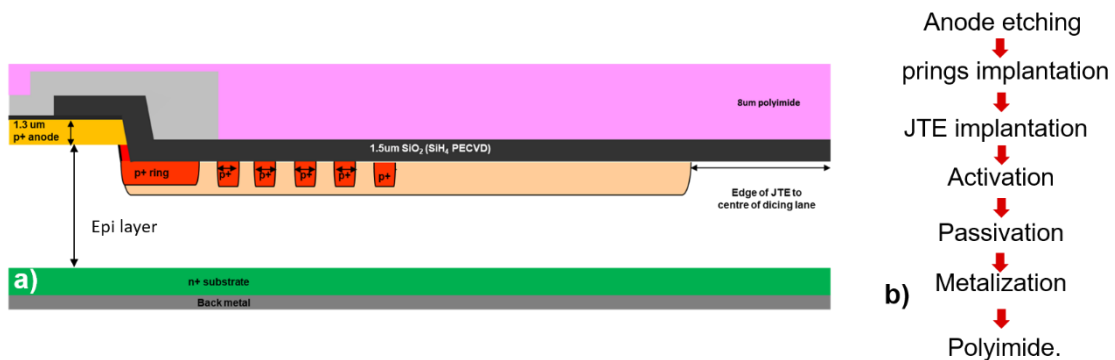 8um polyimide
1.3 um
p+ anode
1.5um SiO₂ (SiH₄ PECVD)
p+ ring
p+
p+
p+
p+
p+
Edge of JTE to
centre of dicing lane
Epi layer
a)
n+ substrate
Back metal
Anode etching
prings implantation
JTE implantation
Activation
Passivation
b)
Metalization
Polyimide.